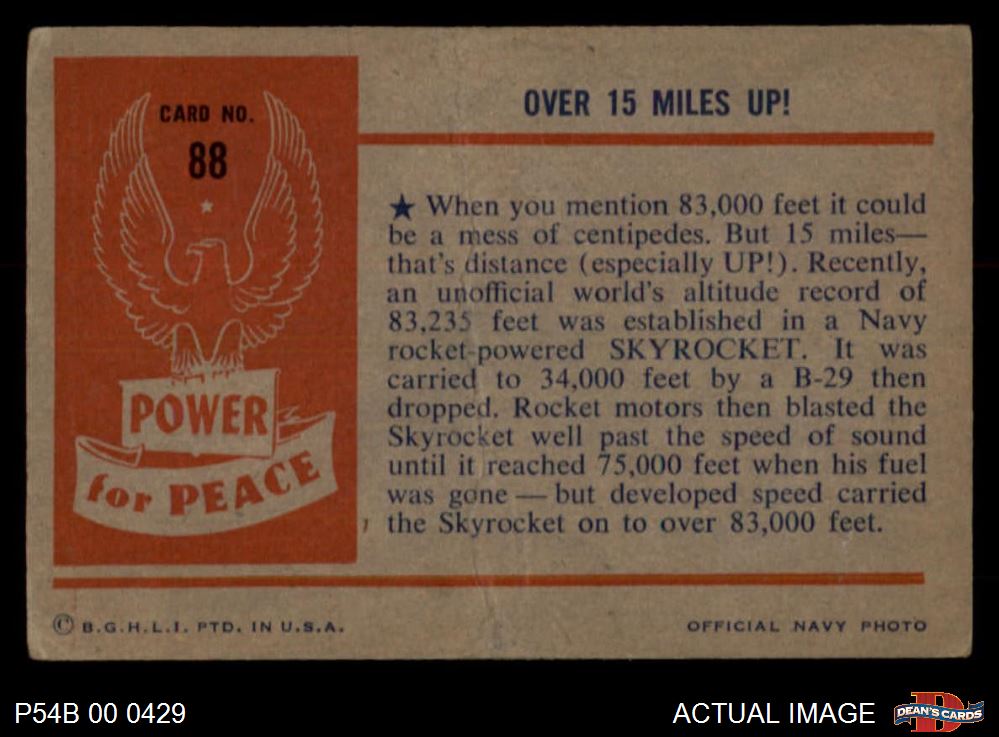 CARD NO.
88
POWER
for PEACE
OVER 15 MILES UP!
★ When you mention 83,000 feet it could
be a mess of centipedes. But 15 miles—
that's distance (especially UP!). Recently,
an unofficial world's altitude record of
83,235 feet was established in a Navy
rocket-powered SKYROCKET. It was
carried to 34,000 feet by a B-29 then
dropped. Rocket motors then blasted the
Skyrocket well past the speed of sound
until it reached 75,000 feet when his fuel
was gone — but developed speed carried
the Skyrocket on to over 83,000 feet.
© B.G.H.L.I. PTD. IN U.S.A.
OFFICIAL NAVY PHOTO
P54B 00 0429
ACTUAL IMAGE
D
DEAN'S CARDS